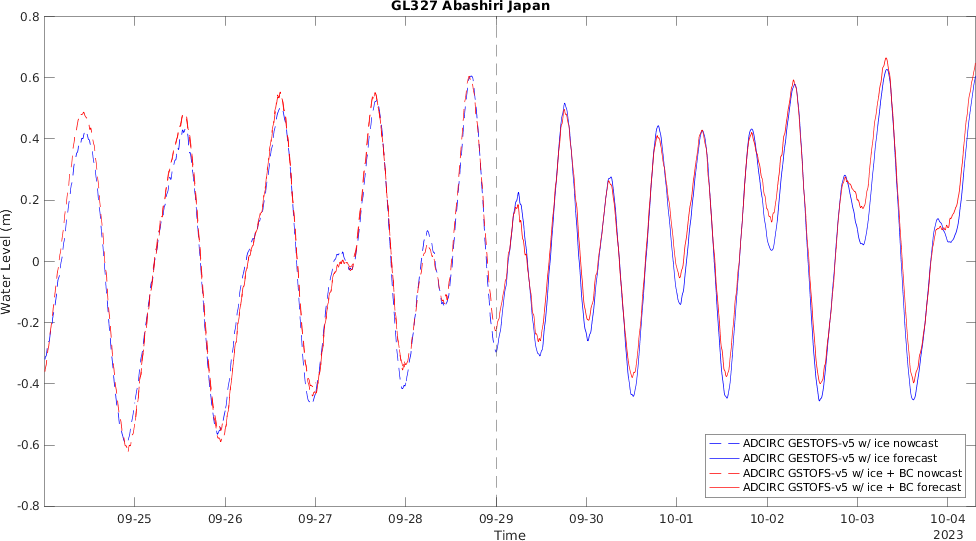 GL327 Abashiri Japan
0.8
0.6
0.4
0.2
0
-0.2
-0.4
-0.6
-0.8
Water Level (m)
ADCIRC GESTOFS-v5 w/ ice nowcast
ADCIRC GESTOFS-v5 w/ ice forecast
ADCIRC GSTOFS-v5 w/ ice + BC nowcast
ADCIRC GSTOFS-v5 w/ ice + BC forecast
09-25 09-26 09-27 09-28 09-29 09-30 10-01 10-02 10-03 10-04
Time 2023